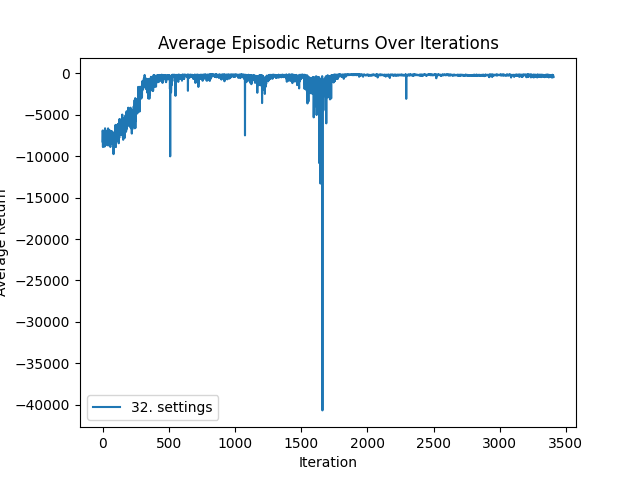 Average Episodic Returns Over Iterations
Average Return
0
−5000
−10000
−15000
−20000
−25000
−30000
−35000
−40000
32. settings
0 500 1000 1500 2000 2500 3000 3500
Iteration